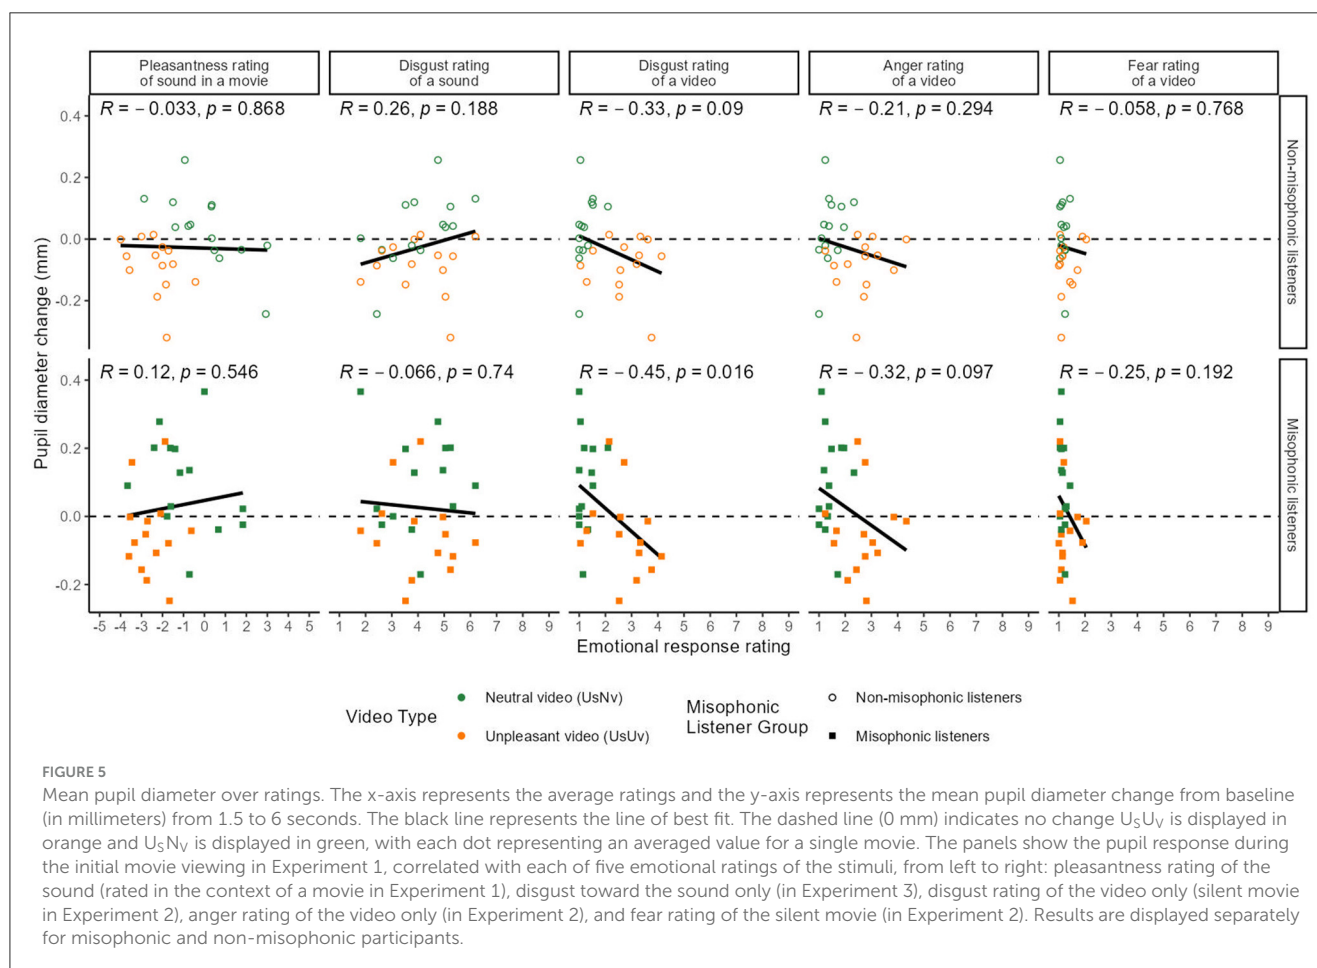 Pleasantness rating
of sound in a movie
Disgust rating
of a sound
Disgust rating
of a video
Anger rating
of a video
Fear rating
of a video
R = − 0.033, p = 0.868
R = 0.26, p = 0.188
R = − 0.33, p = 0.09
R = − 0.21, p = 0.294
R = − 0.058, p = 0.768
0.4
0.2
0.0
-0.2
Non-misophonic listeners
R = 0.12, p = 0.546
R = − 0.066, p = 0.74
R = − 0.45, p = 0.016
R = − 0.32, p = 0.097
R = − 0.25, p = 0.192
0.4
0.2
0.0
-0.2
Misophonic listeners
Pupil diameter change (mm)
-5 -4 -3 -2 -1 0 1 2 3 4 5
1 2 3 4 5 6 7 8 9
1 2 3 4 5 6 7 8 9
1 2 3 4 5 6 7 8 9
1 2 3 4 5 6 7 8 9
Emotional response rating
Video Type
Neutral video (UsNv)
Unpleasant video (UsUv)
Misophonic
Listener Group
Non-misophonic listeners
Misophonic listeners
FIGURE 5
Mean pupil diameter over ratings. The x-axis represents the average ratings and the y-axis represents the mean pupil diameter change from baseline
(in millimeters) from 1.5 to 6 seconds. The black line represents the line of best fit. The dashed line (0 mm) indicates no change USUV is displayed in
orange and USNV is displayed in green, with each dot representing an averaged value for a single movie. The panels show the pupil response during
the initial movie viewing in Experiment 1, correlated with each of five emotional ratings of the stimuli, from left to right: pleasantness rating of the
sound (rated in the context of a movie in Experiment 1), disgust toward the sound only (in Experiment 3), disgust rating of the video only (silent movie
in Experiment 2), anger rating of the video only (in Experiment 2), and fear rating of the silent movie (in Experiment 2). Results are displayed separately
for misophonic and non-misophonic participants.